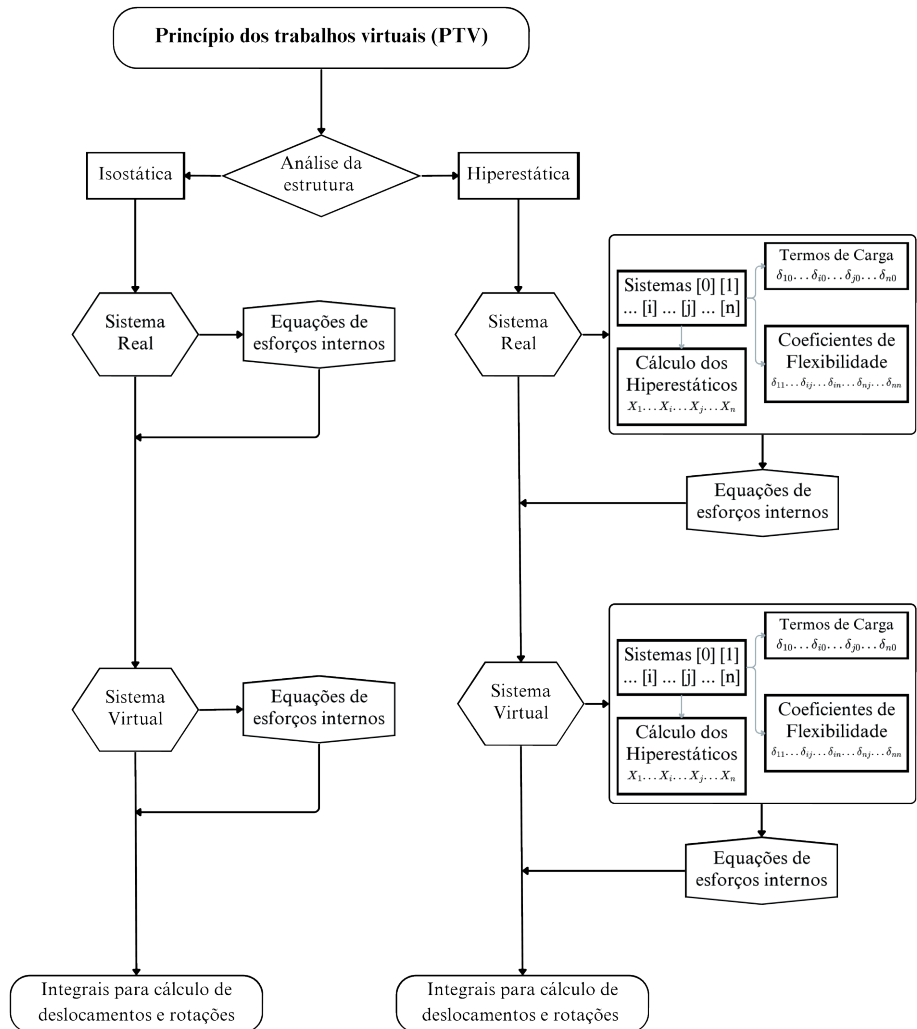 Princípio dos trabalhos virtuais (PTV)
Análise da
estrutura
Isostática
Hiperestática
Sistema
Real
Equações de
esforços internos
Sistema
Real
Sistemas [0] [1]
... [i] ... [j] ... [n]
Termos de Carga
δ₁₀...δᵢ₀...δⱼ₀...δₙ₀
Coeficientes de
Flexibilidade
δ₁₁...δᵢⱼ...δᵢₙ...δₙⱼ...δₙₙ
Cálculo dos
Hiperestáticos
X₁...Xᵢ...Xⱼ...Xₙ
Equações de
esforços internos
Sistema
Virtual
Equações de
esforços internos
Sistema
Virtual
Sistemas [0] [1]
... [i] ... [j] ... [n]
Termos de Carga
δ₁₀...δᵢ₀...δⱼ₀...δₙ₀
Coeficientes de
Flexibilidade
δ₁₁...δᵢⱼ...δᵢₙ...δₙⱼ...δₙₙ
Cálculo dos
Hiperestáticos
X₁...Xᵢ...Xⱼ...Xₙ
Equações de
esforços internos
Integrais para cálculo de
deslocamentos e rotações
Integrais para cálculo de
deslocamentos e rotações